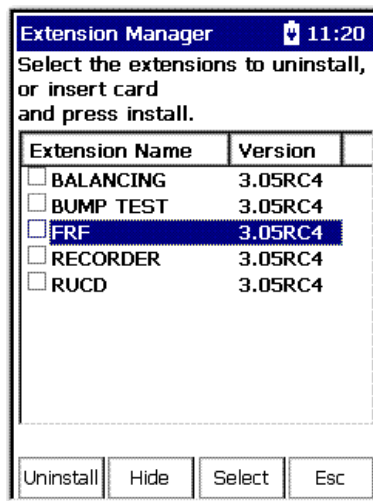 Extension Manager 11:20
Select the extensions to uninstall,
or insert card
and press install.
Extension Name Version
BALANCING 3.05RC4
BUMP TEST 3.05RC4
FRF 3.05RC4
RECORDER 3.05RC4
RUCD 3.05RC4
Uninstall Hide Select Esc